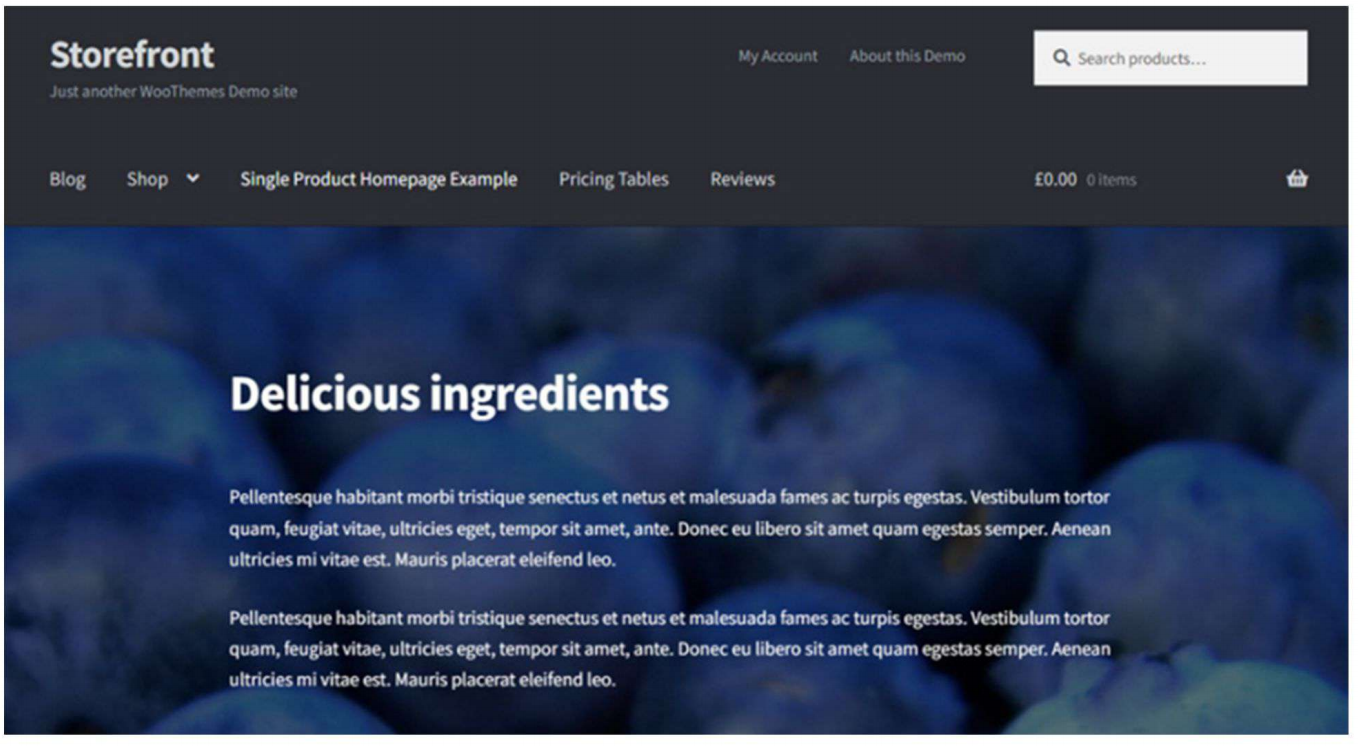 Storefront
Just another WooThemes Demo site
My Account About this Demo
Search products...
Blog Shop Single Product Homepage Example Pricing Tables Reviews
£0.00 0 items
Delicious ingredients
Pellentesque habitant morbi tristique senectus et netus et malesuada fames ac turpis egestas. Vestibulum tortor
quam, feugiat vitae, ultricies eget, tempor sit amet, ante. Donec eu libero sit amet quam egestas semper. Aenean
ultricies mi vitae est. Mauris placerat eleifend leo.
Pellentesque habitant morbi tristique senectus et netus et malesuada fames ac turpis egestas. Vestibulum tortor
quam, feugiat vitae, ultricies eget, tempor sit amet, ante. Donec eu libero sit amet quam egestas semper. Aenean
ultricies mi vitae est. Mauris placerat eleifend leo.